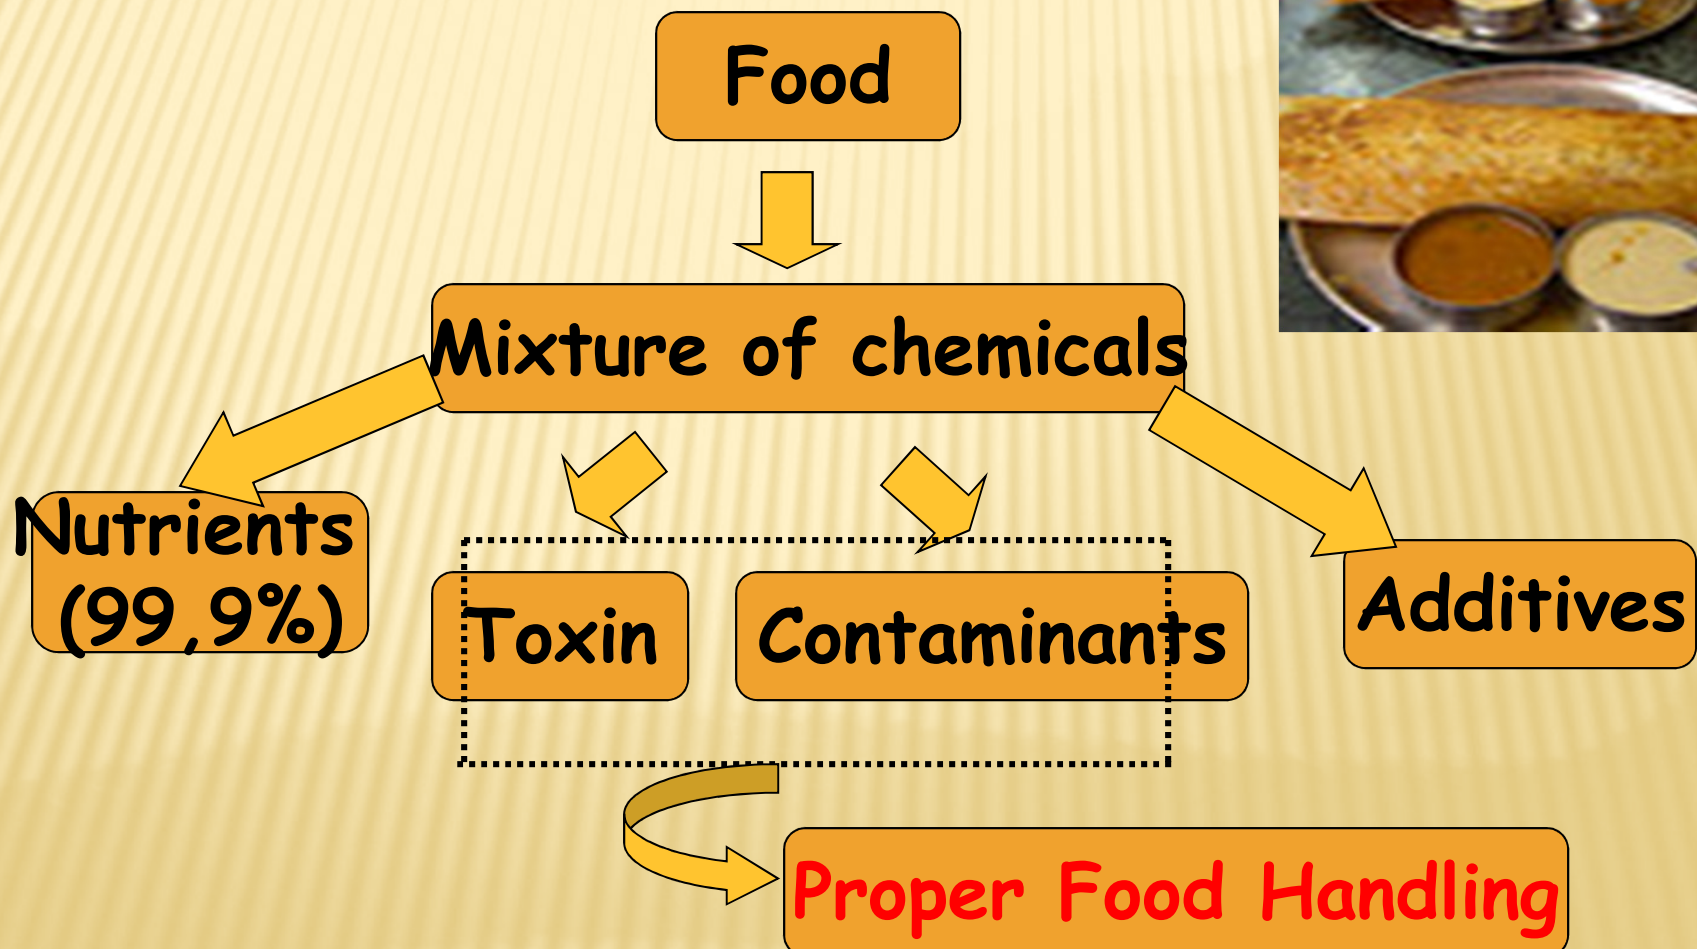 Food
Mixture of chemicals
Nutrients
(99,9%)
Toxin
Contaminants
Additives
Proper Food Handling